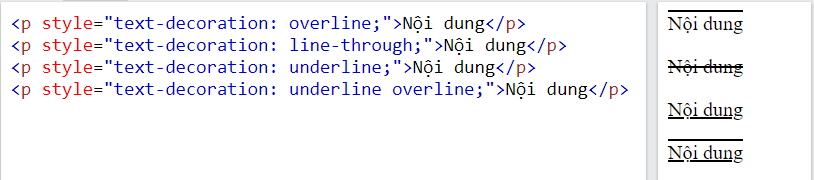 <p style="text-decoration: overline;">Nội dung</p>
<p style="text-decoration: line-through;">Nội dung</p>
<p style="text-decoration: underline;">Nội dung</p>
<p style="text-decoration: underline overline;">Nội dung</p>
Nội dung
Nội dung
Nội dung
Nội dung